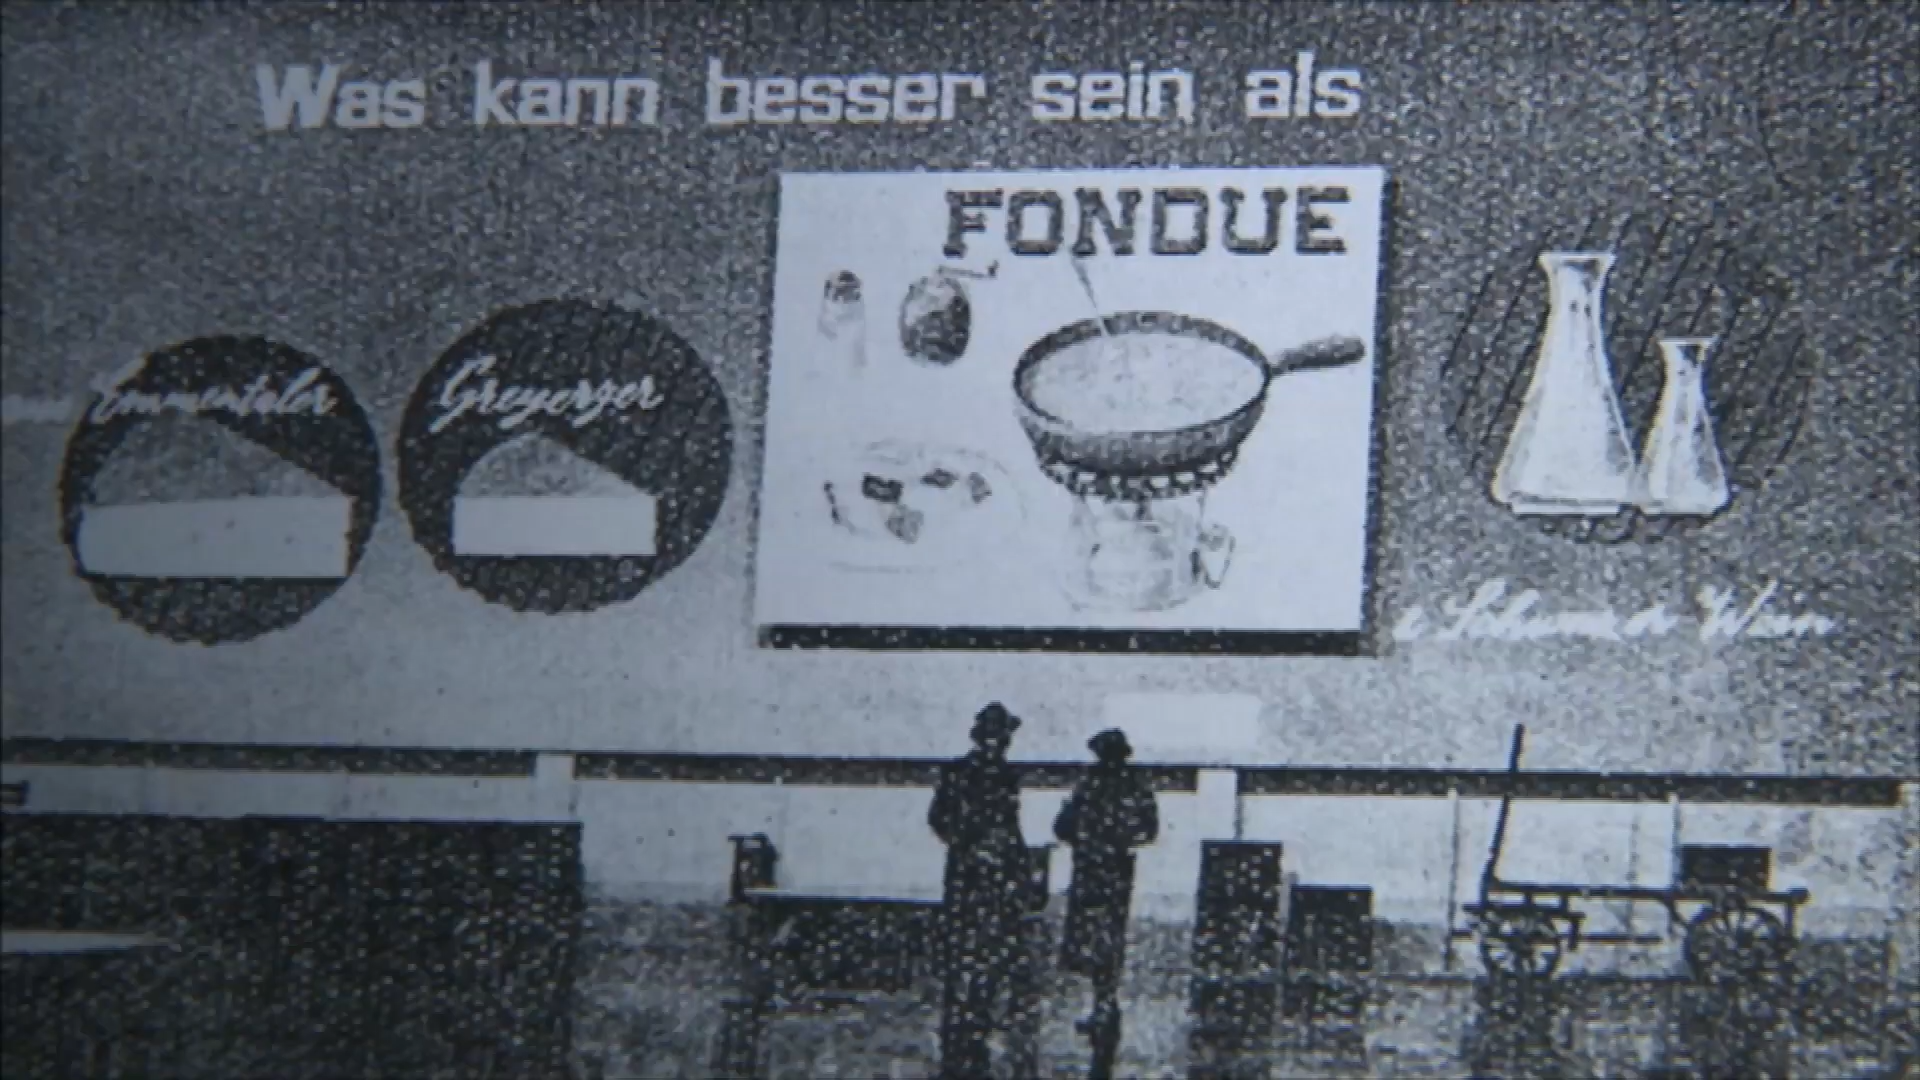 Was kann besser sein als
FONDUE
Emmentaler
Greyerzer